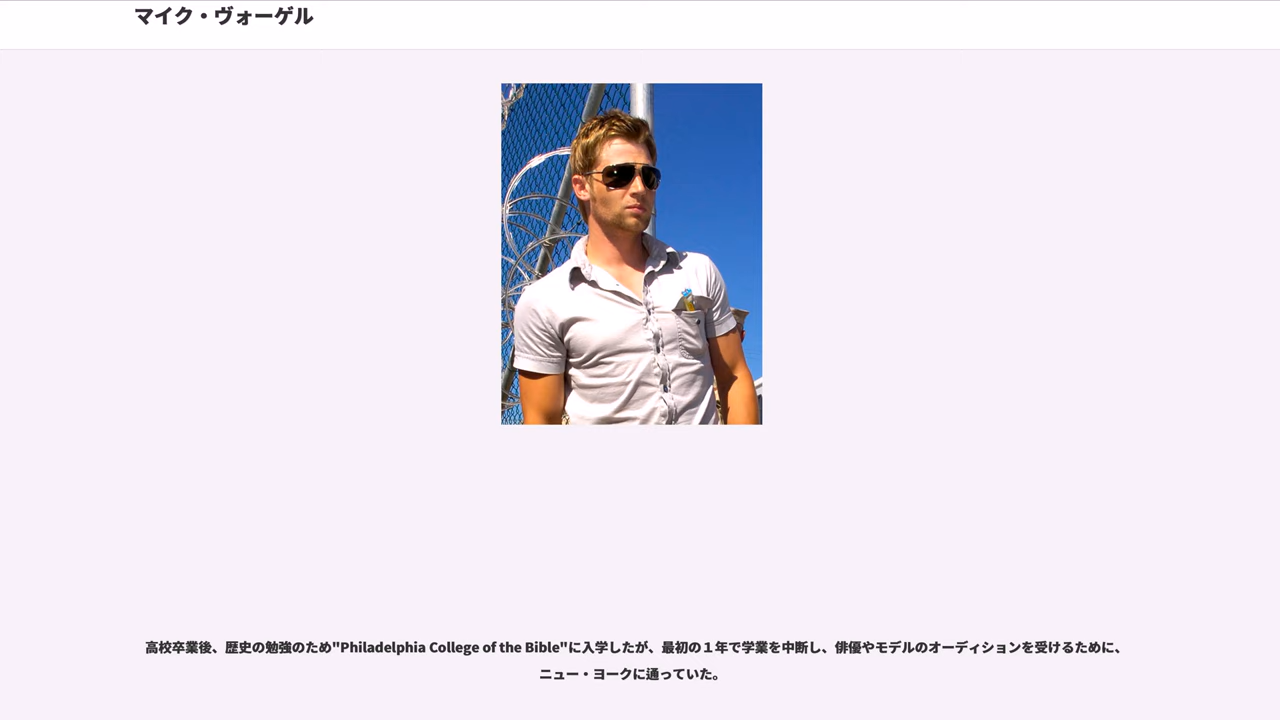 マイク・ヴォーゲル
高校卒業後、歴史の勉強のため"Philadelphia College of the Bible"に入学したが、最初の１年で学業を中断し、俳優やモデルのオーディションを受けるために、
ニュー・ヨークに通っていた。